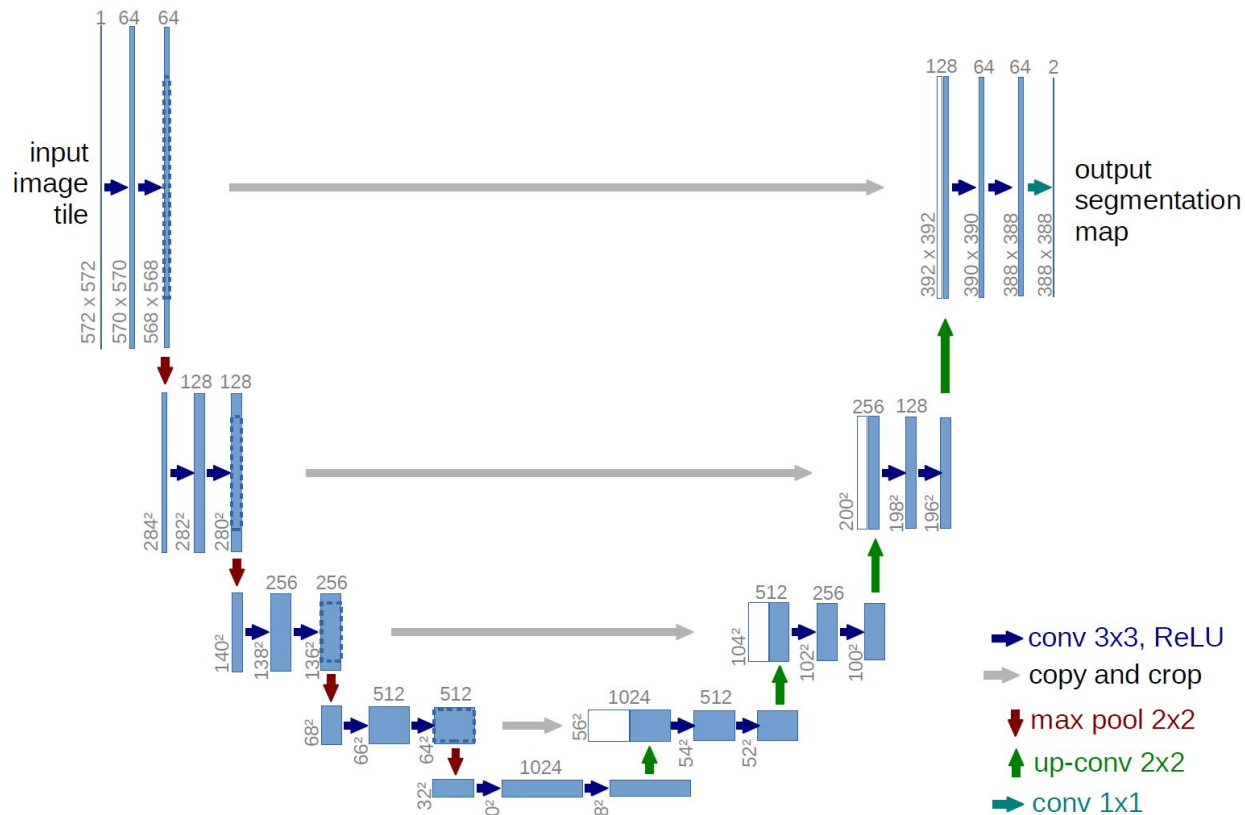 1
64
64
input
image
tile
572 x 572
570 x 570
568 x 568
128
64
64
2
392 x 392
390 x 390
388 x 388
388 x 388
output
segmentation
map
128
128
284²
282²
280²
256
128
200²
198²
196²
256
256
140²
138²
136²
512
256
104²
102²
100²
512
512
68²
66²
64²
1024
512
56²
54²
52²
1024
32²
conv 3x3, ReLU
copy and crop
max pool 2x2
up-conv 2x2
conv 1x1